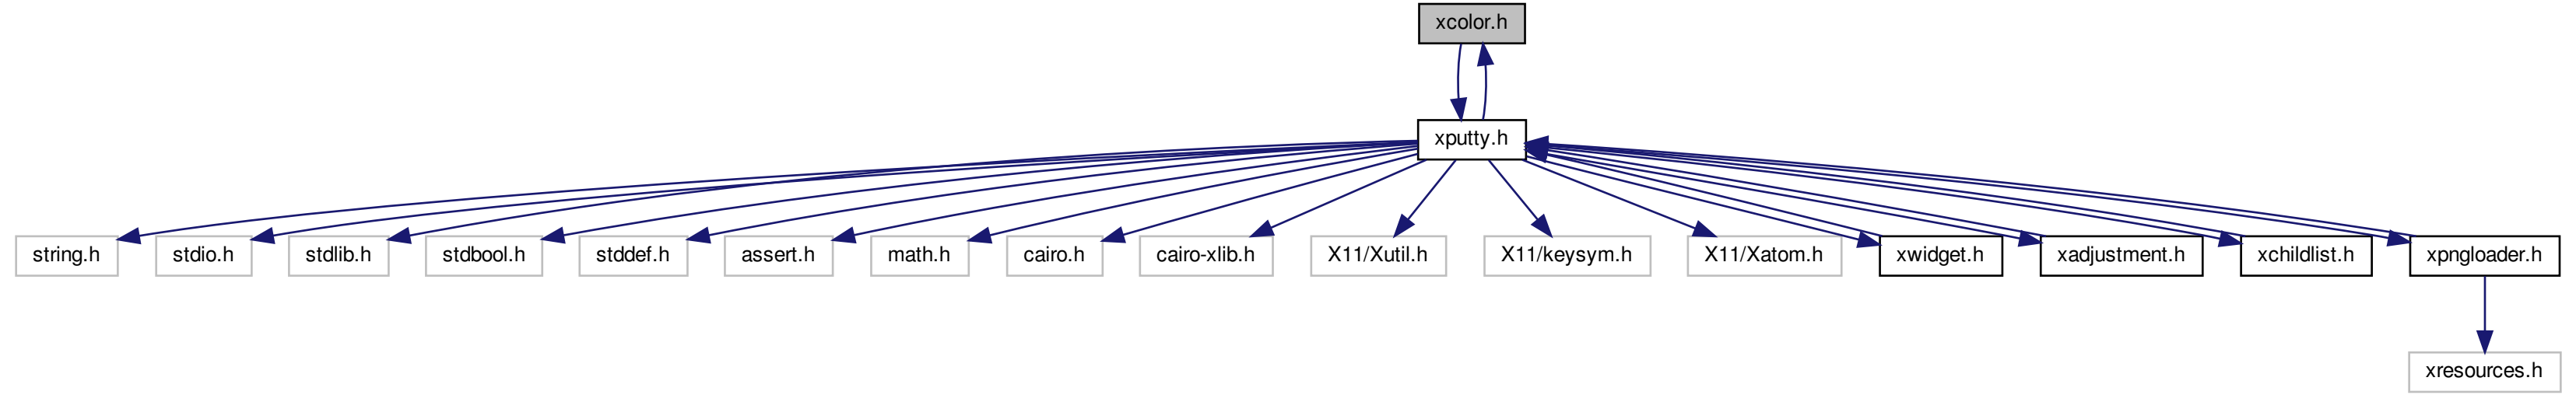 xcolor.h
xputty.h
string.h
stdio.h
stdlib.h
stdbool.h
stddef.h
assert.h
math.h
cairo.h
cairo-xlib.h
X11/Xutil.h
X11/keysym.h
X11/Xatom.h
xwidget.h
xadjustment.h
xchildlist.h
xpngloader.h
xresources.h